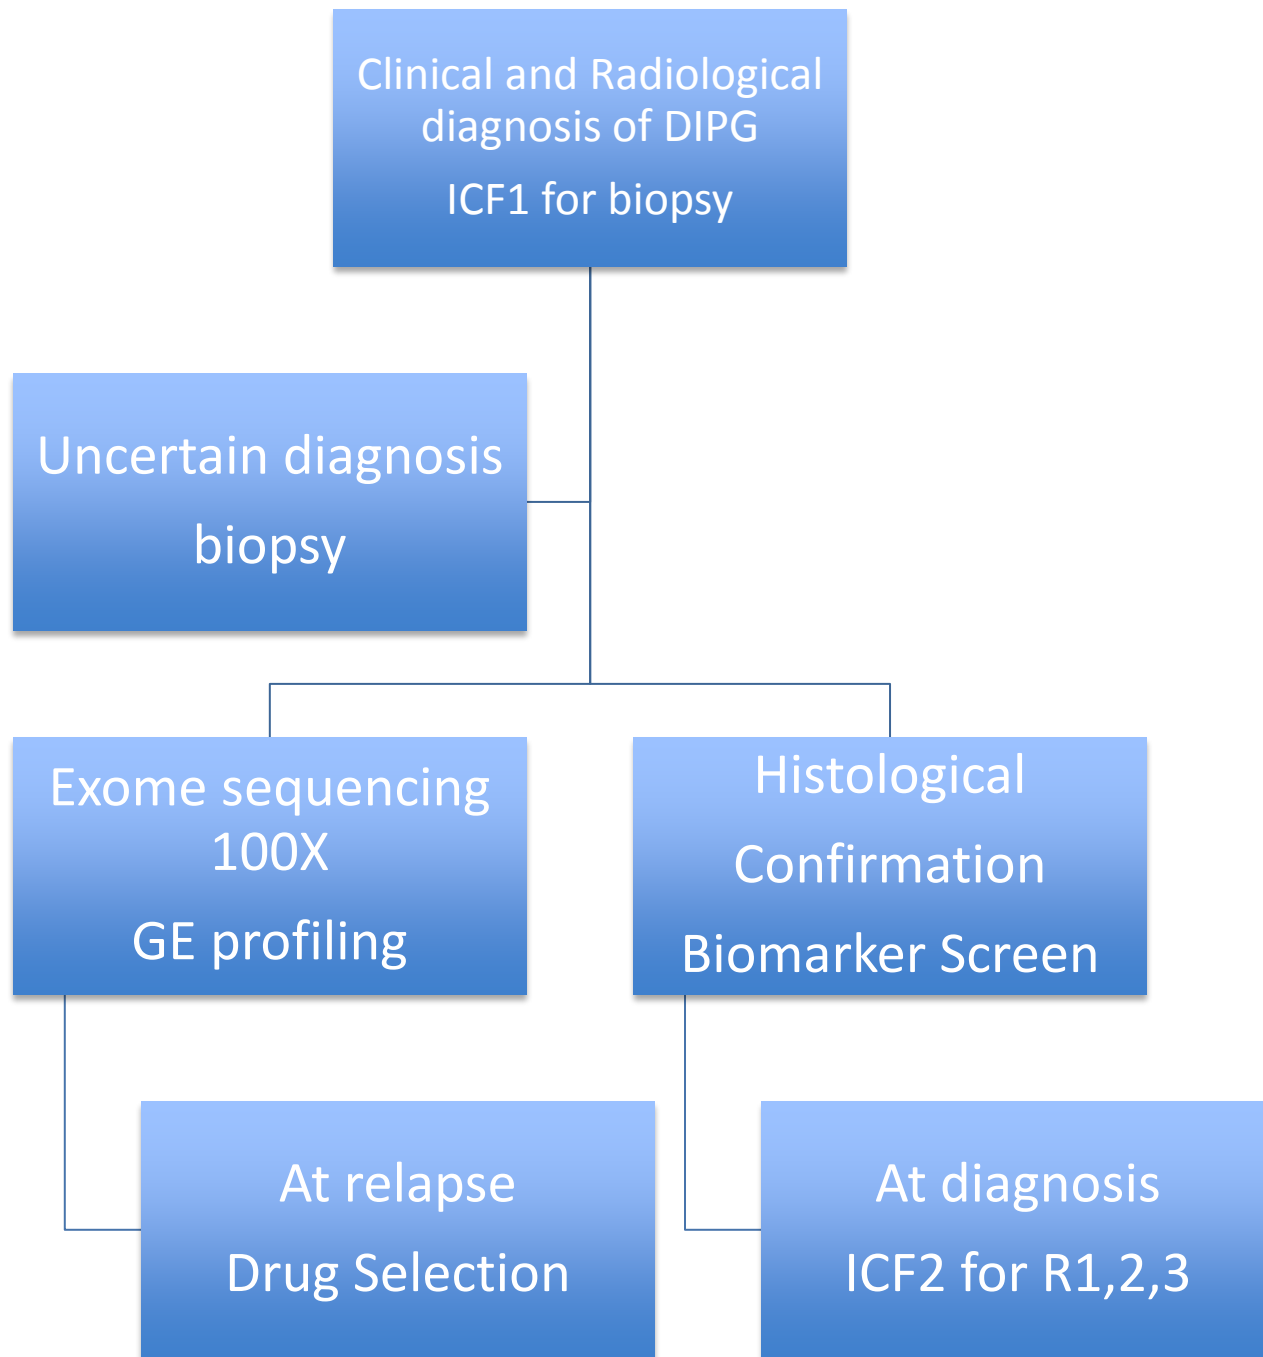 Clinical and Radiological
diagnosis of DIPG
ICF1 for biopsy
Uncertain diagnosis
biopsy
Exome sequencing
100X
GE profiling
Histological
Confirmation
Biomarker Screen
At relapse
Drug Selection
At diagnosis
ICF2 for R1,2,3